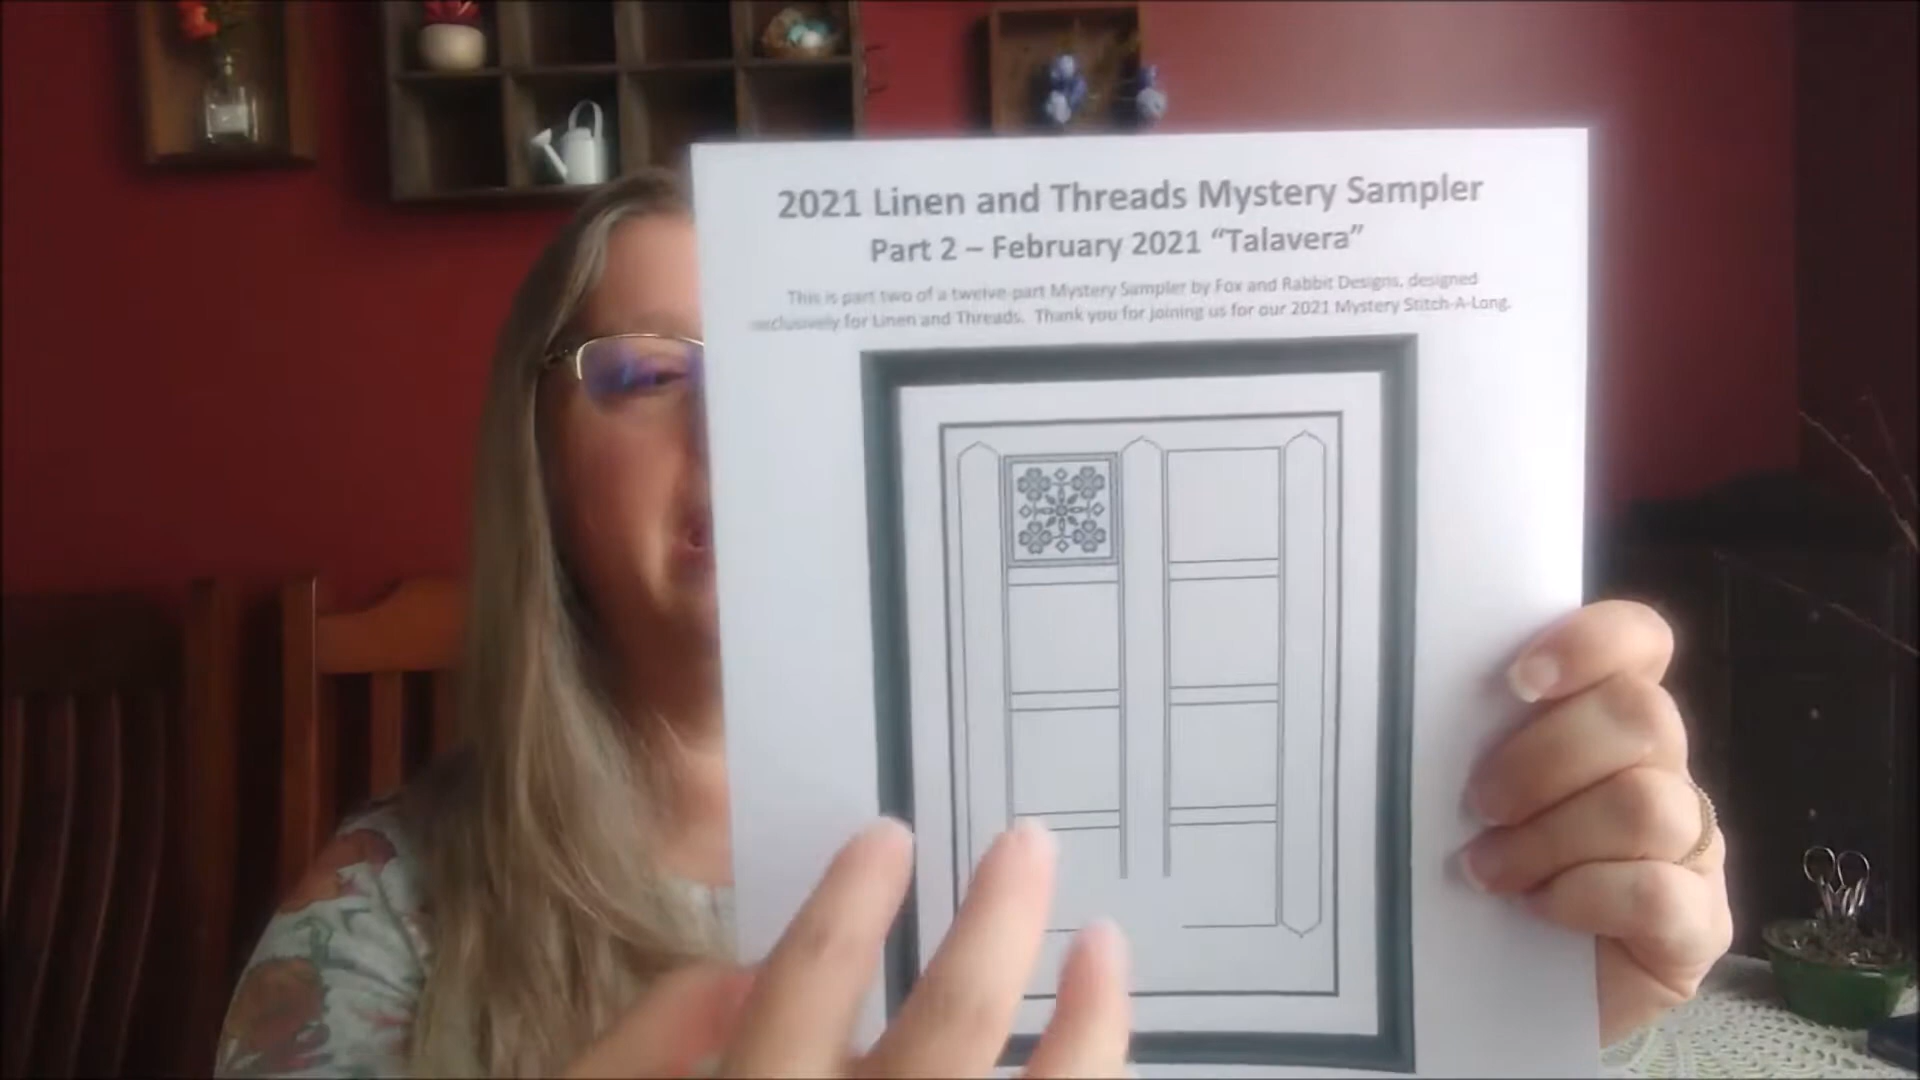 2021 Linen and Threads Mystery Sampler
Part 2 – February 2021 “Talavera”
This is part two of a twelve-part Mystery Sampler by Fox and Rabbit Designs, designed
exclusively for Linen and Threads. Thank you for joining us for our 2021 Mystery Stitch-A-Long.